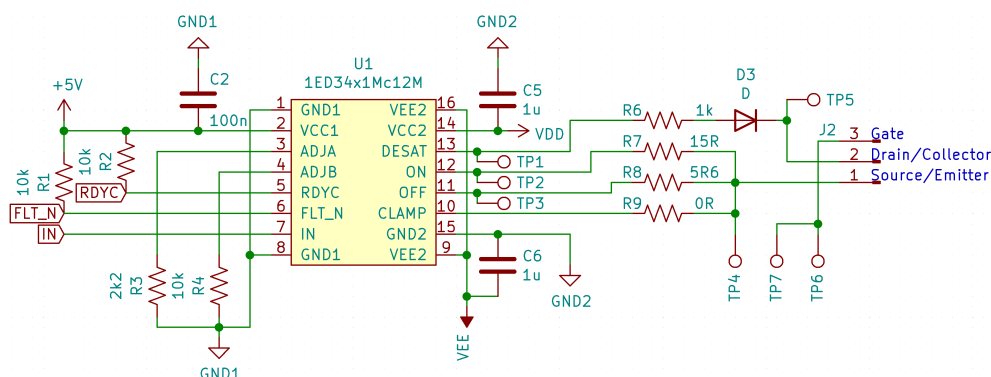 GND1
GND2
U1
1ED34x1Mc12M
+5V
C2
100n
C5
1u
VDD
D3
D
TP5
J2
3 Gate
2 Drain/Collector
1 Source/Emitter
R6 1k
R7 15R
R8 5R6
R9 0R
1 GND1 VEE2 16
2 VCC1 VCC2 14
3 ADJA DESAT 13
4 ADJB ON 12
5 RDYC OFF 11
6 FLT_N CLAMP 10
7 IN GND2 15
8 GND1 VEE2 9
TP1
TP2
TP3
10k
R1
10k
R2
RDYC
FLT_N
IN
2k2
R3
10k
R4
C6
1u
GND2
TP4
TP7
TP6
VEE
GND1